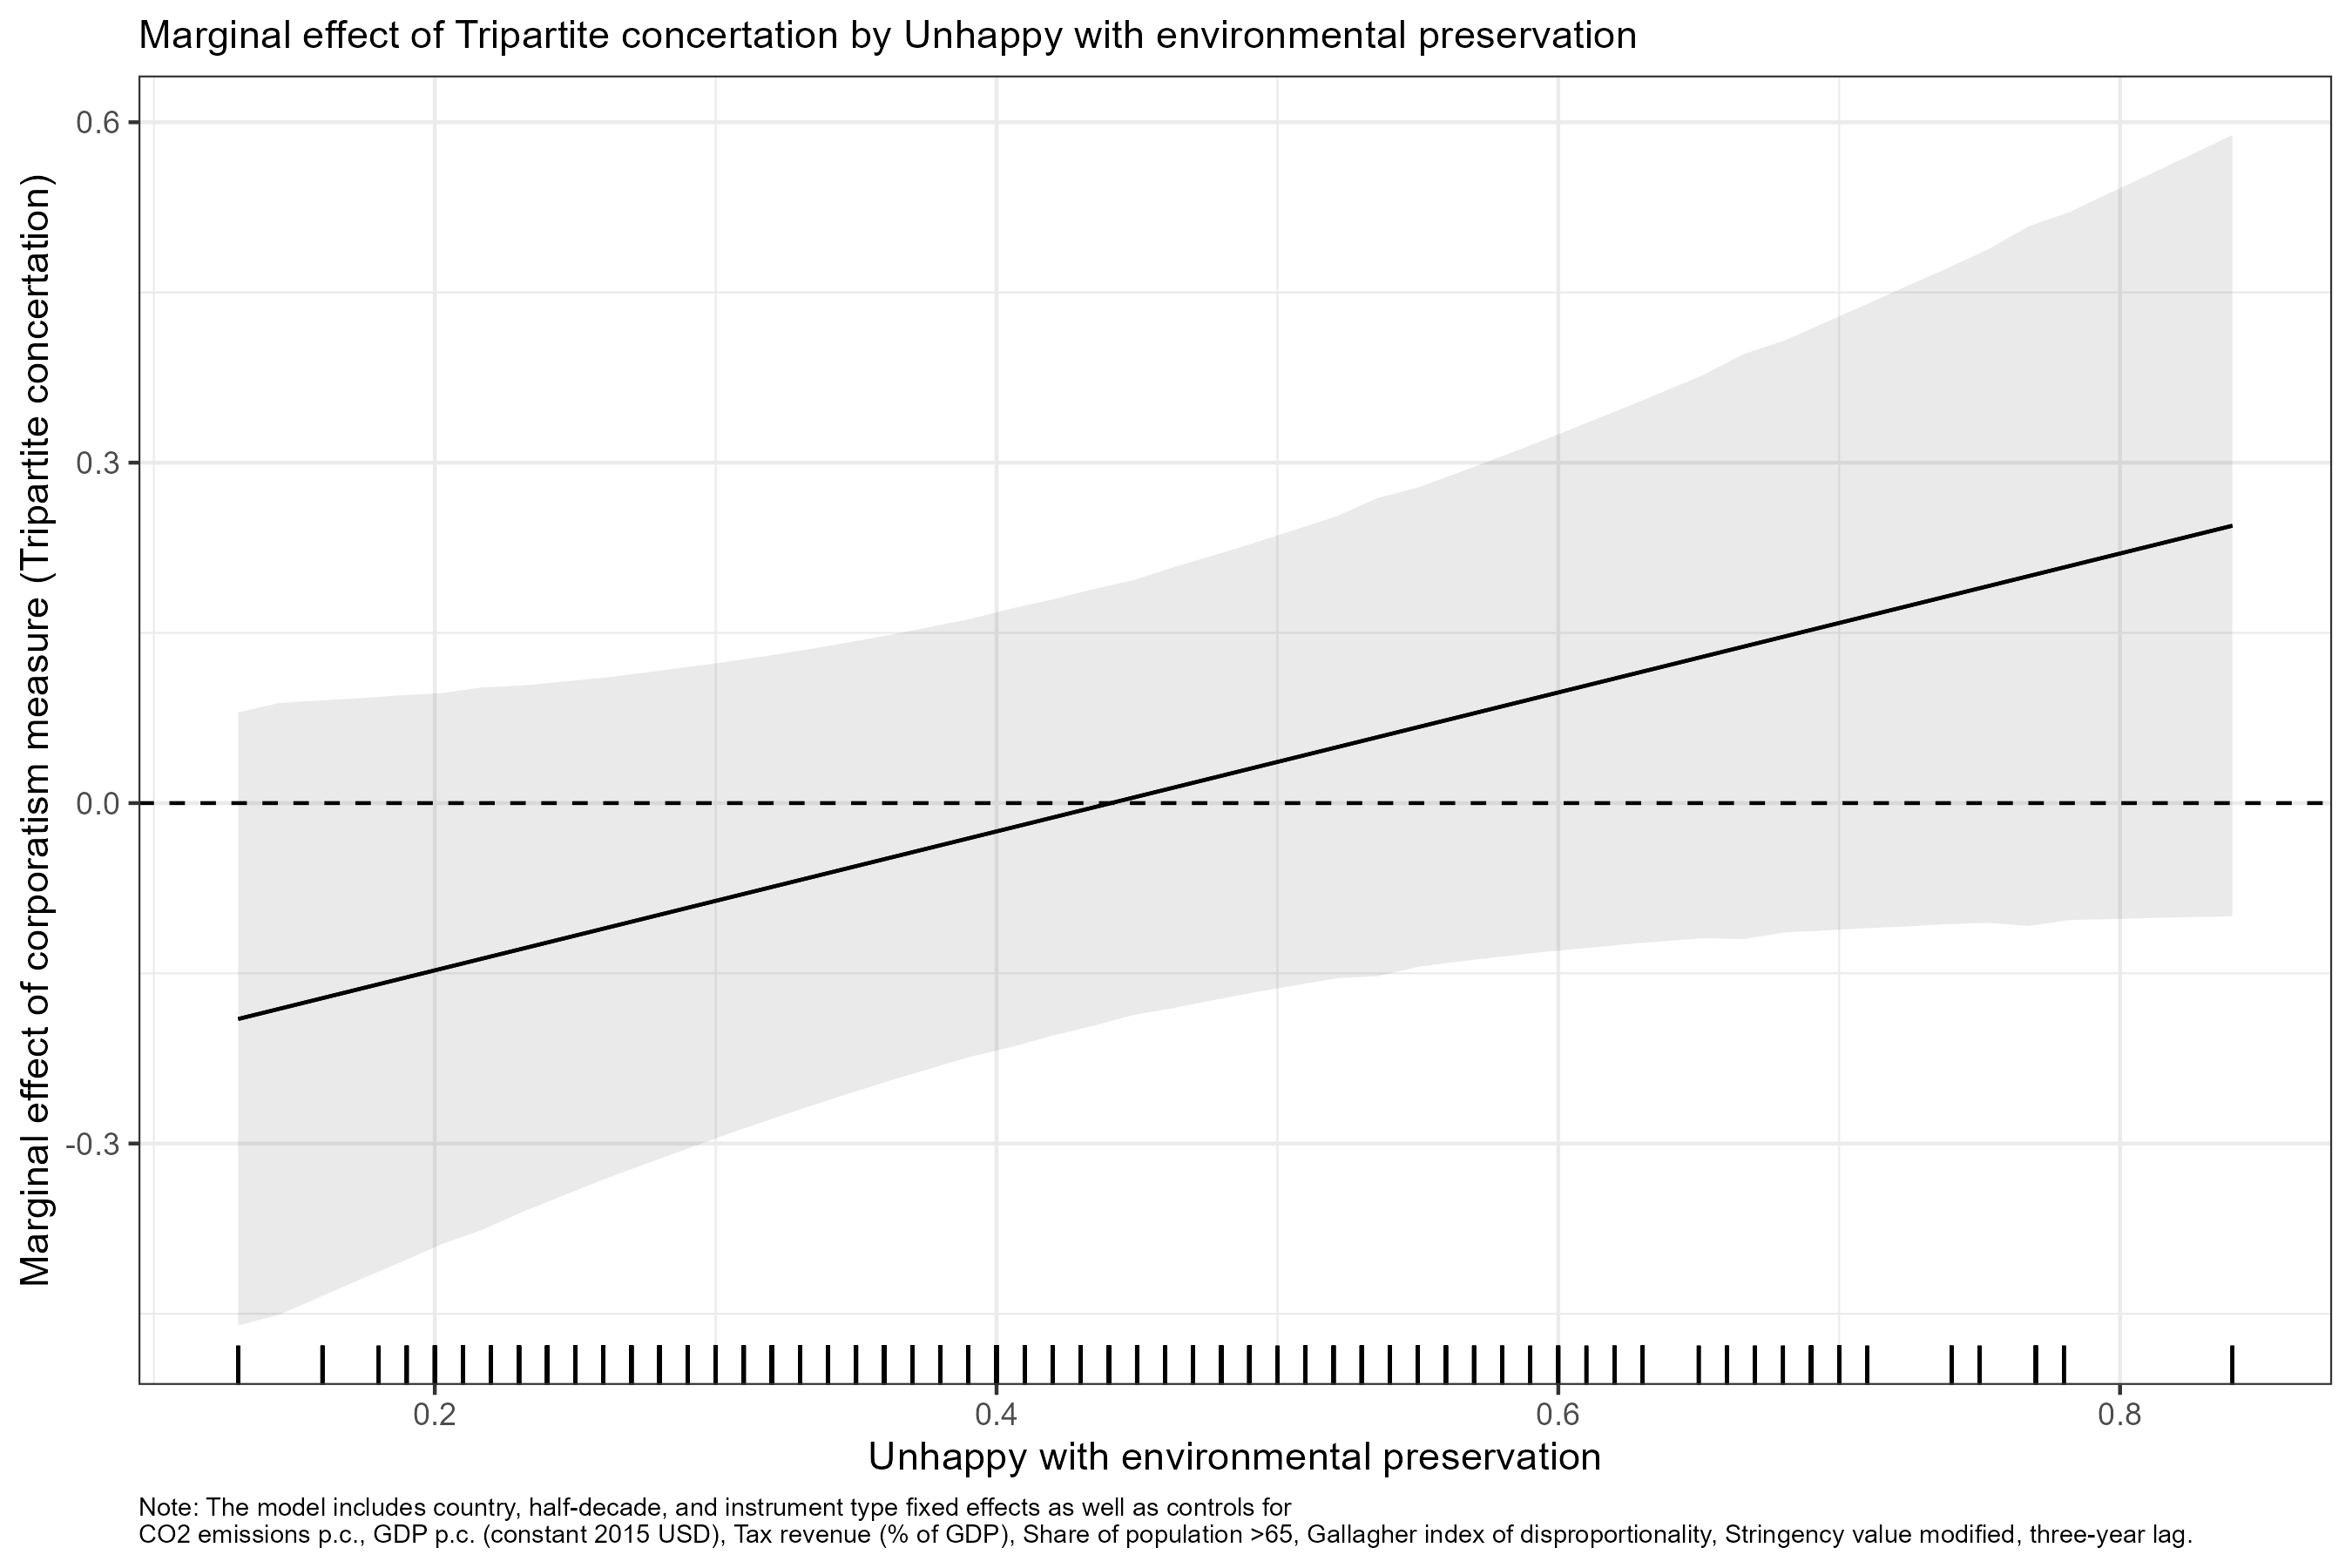 Marginal effect of Tripartite concertation by Unhappy with environmental preservation
Marginal effect of corporatism measure (Tripartite concertation)
0.6
0.3
0.0
-0.3
0.2 0.4 0.6 0.8
Unhappy with environmental preservation
Note: The model includes country, half-decade, and instrument type fixed effects as well as controls for
CO2 emissions p.c., GDP p.c. (constant 2015 USD), Tax revenue (% of GDP), Share of population >65, Gallagher index of disproportionality, Stringency value modified, three-year lag.